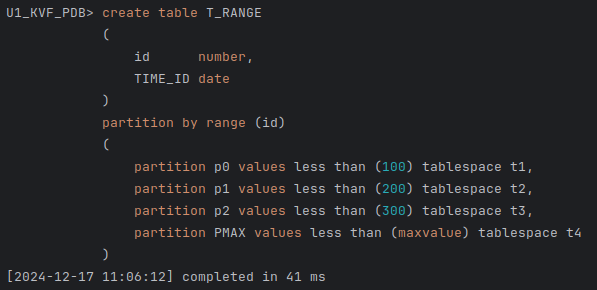 U1_KVF_PDB> create table T_RANGE
(
id number,
TIME_ID date
)
partition by range (id)
(
partition p0 values less than (100) tablespace t1,
partition p1 values less than (200) tablespace t2,
partition p2 values less than (300) tablespace t3,
partition PMAX values less than (maxvalue) tablespace t4
)
[2024-12-17 11:06:12] completed in 41 ms